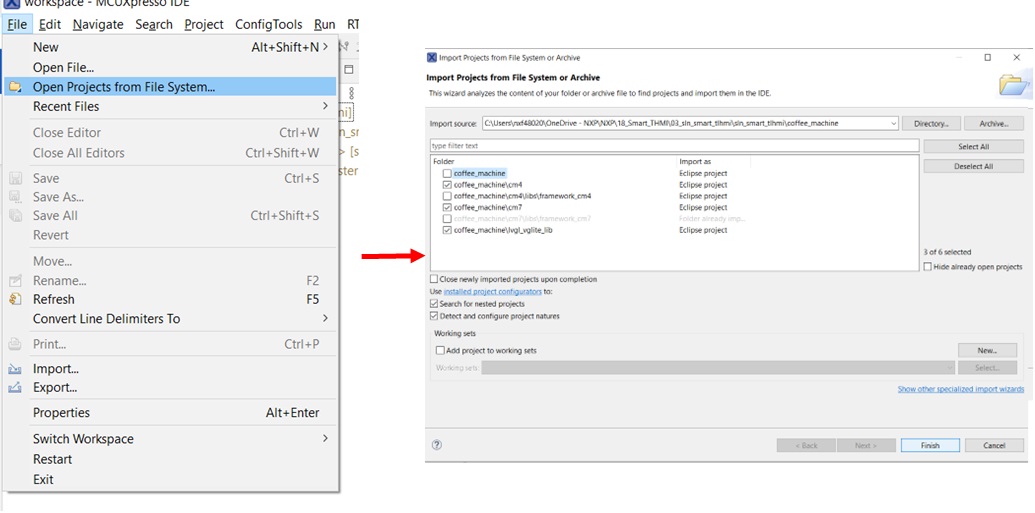 workspace - MCUXpresso IDE
File Edit Navigate Search Project ConfigTools Run RT
New Alt+Shift+N >
Open File...
Open Projects from File System...
Recent Files >
Close Editor Ctrl+W
Close All Editors Ctrl+Shift+W
Save Ctrl+S
Save As...
Save All Ctrl+Shift+S
Revert
Move...
Rename... F2
Refresh F5
Convert Line Delimiters To >
Print... Ctrl+P
Import...
Export...
Properties Alt+Enter
Switch Workspace >
Restart
Exit
mi]
n_sr
> [s
ster
Import Projects from File System or Archive
Import Projects from File System or Archive
This wizard analyzes the content of your folder or archive file to find projects and import them in the IDE.
Import source: C:\Users\nxf48020\OneDrive - NXP\NXP\18_Smart_THMI\03_sln_smart_tlhmi\sln_smart_tlhmi\coffee_machine Directory... Archive...
type filter text Select All
Folder Import as Deselect All
coffee_machine Eclipse project
coffee_machine\cm4 Eclipse project
coffee_machine\cm4\libs\framework_cm4 Eclipse project
coffee_machine\cm7 Eclipse project
coffee_machine\cm7\libs\framework_cm7 Folder already imp...
coffee_machine\lvgl_vglite_lib Eclipse project
3 of 6 selected
Hide already open projects
Close newly imported projects upon completion
Use installed project configurators to:
Search for nested projects
Detect and configure project natures
Working sets
Add project to working sets New...
Working sets: Select...
Show other specialized import wizards
? < Back Next > Finish Cancel